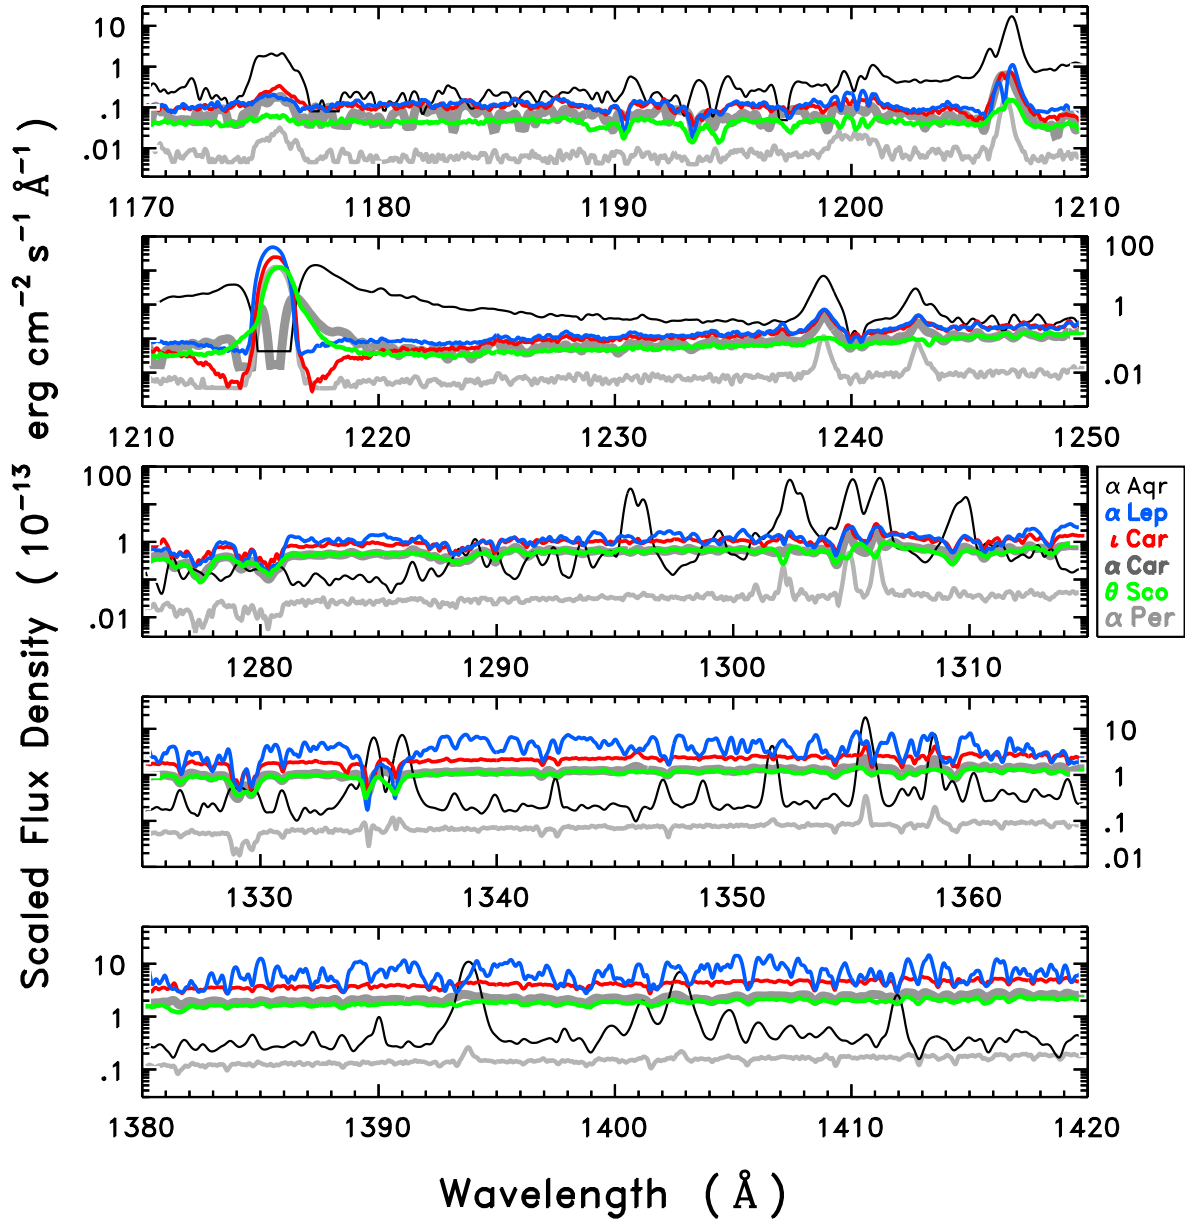 10
1
.1
.01
1170 1180 1190 1200 1210
100
1
.01
1210 1220 1230 1240 1250
100
1
.01
1280 1290 1300 1310
α Aqr
α Lep
ι Car
α Car
θ Sco
α Per
10
1
.1
.01
1330 1340 1350 1360
10
1
.1
1380 1390 1400 1410 1420
Wavelength (Å)
Scaled Flux Density (10⁻¹³ erg cm⁻² s⁻¹ Å⁻¹)